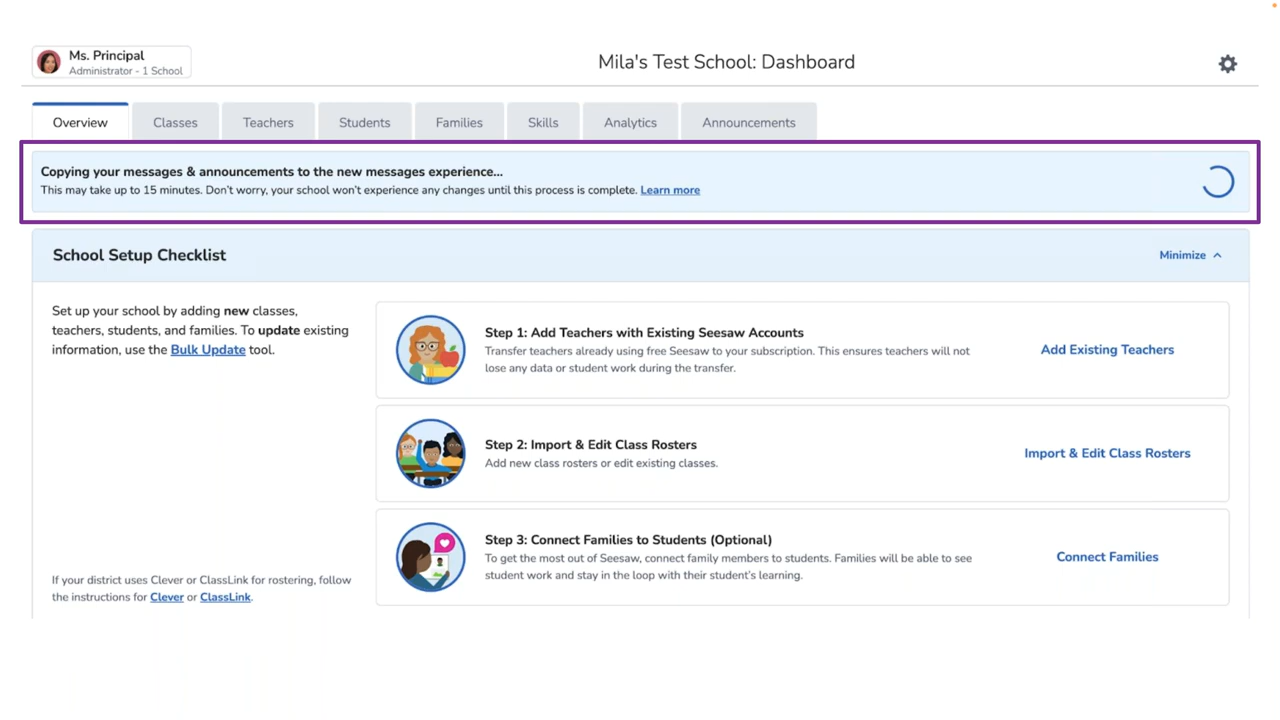 Ms. Principal
Administrator - 1 School
Mila's Test School: Dashboard
Overview
Classes
Teachers
Students
Families
Skills
Analytics
Announcements
Copying your messages & announcements to the new messages experience...
This may take up to 15 minutes. Don't worry, your school won't experience any changes until this process is complete. Learn more
School Setup Checklist
Minimize
Set up your school by adding new classes,
teachers, students, and families. To update existing
information, use the Bulk Update tool.
Step 1: Add Teachers with Existing Seesaw Accounts
Transfer teachers already using free Seesaw to your subscription. This ensures teachers will not
lose any data or student work during the transfer.
Add Existing Teachers
Step 2: Import & Edit Class Rosters
Add new class rosters or edit existing classes.
Import & Edit Class Rosters
Step 3: Connect Families to Students (Optional)
To get the most out of Seesaw, connect family members to students. Families will be able to see
student work and stay in the loop with their student's learning.
Connect Families
If your district uses Clever or ClassLink for rostering, follow
the instructions for Clever or ClassLink.